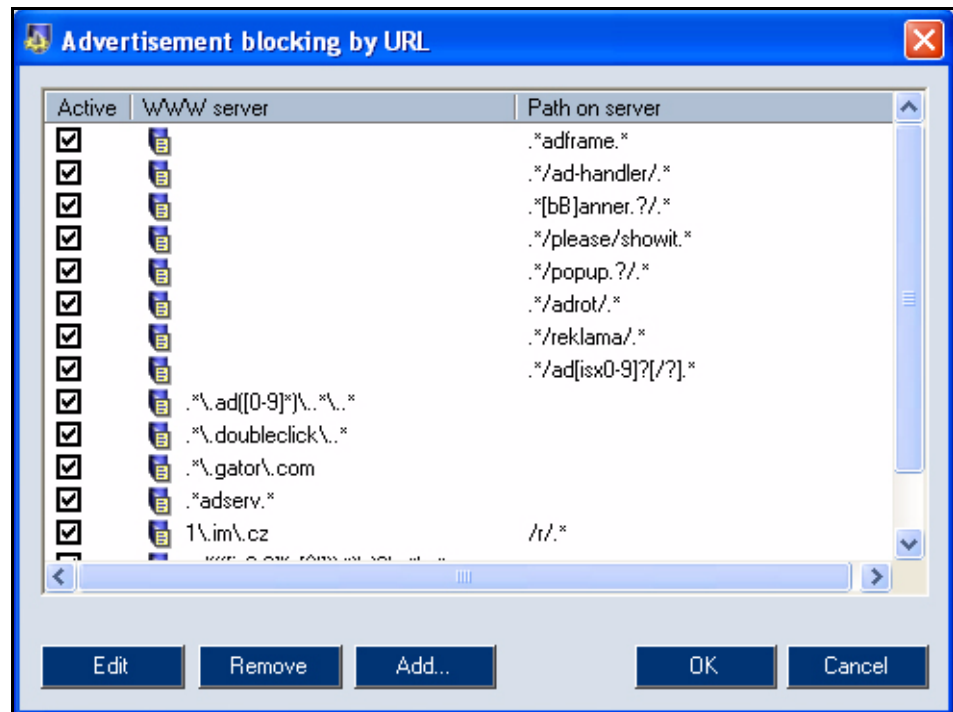 Advertisement blocking by URL
Active WWW server Path on server
.*adframe.*
.*/ad-handler/.*
.*[bB]anner.?/.*
.*/please/showit.*
.*/popup.?/.*
.*/adrot/.*
.*/reklama/.*
.*/ad[isx0-9]?[/?].*
.*\.ad([0-9]*)\..*\..*
.*\.doubleclick\..*
.*\.gator\.com
.*adserv.*
1\.im\.cz /r/.*
Edit Remove Add... OK Cancel